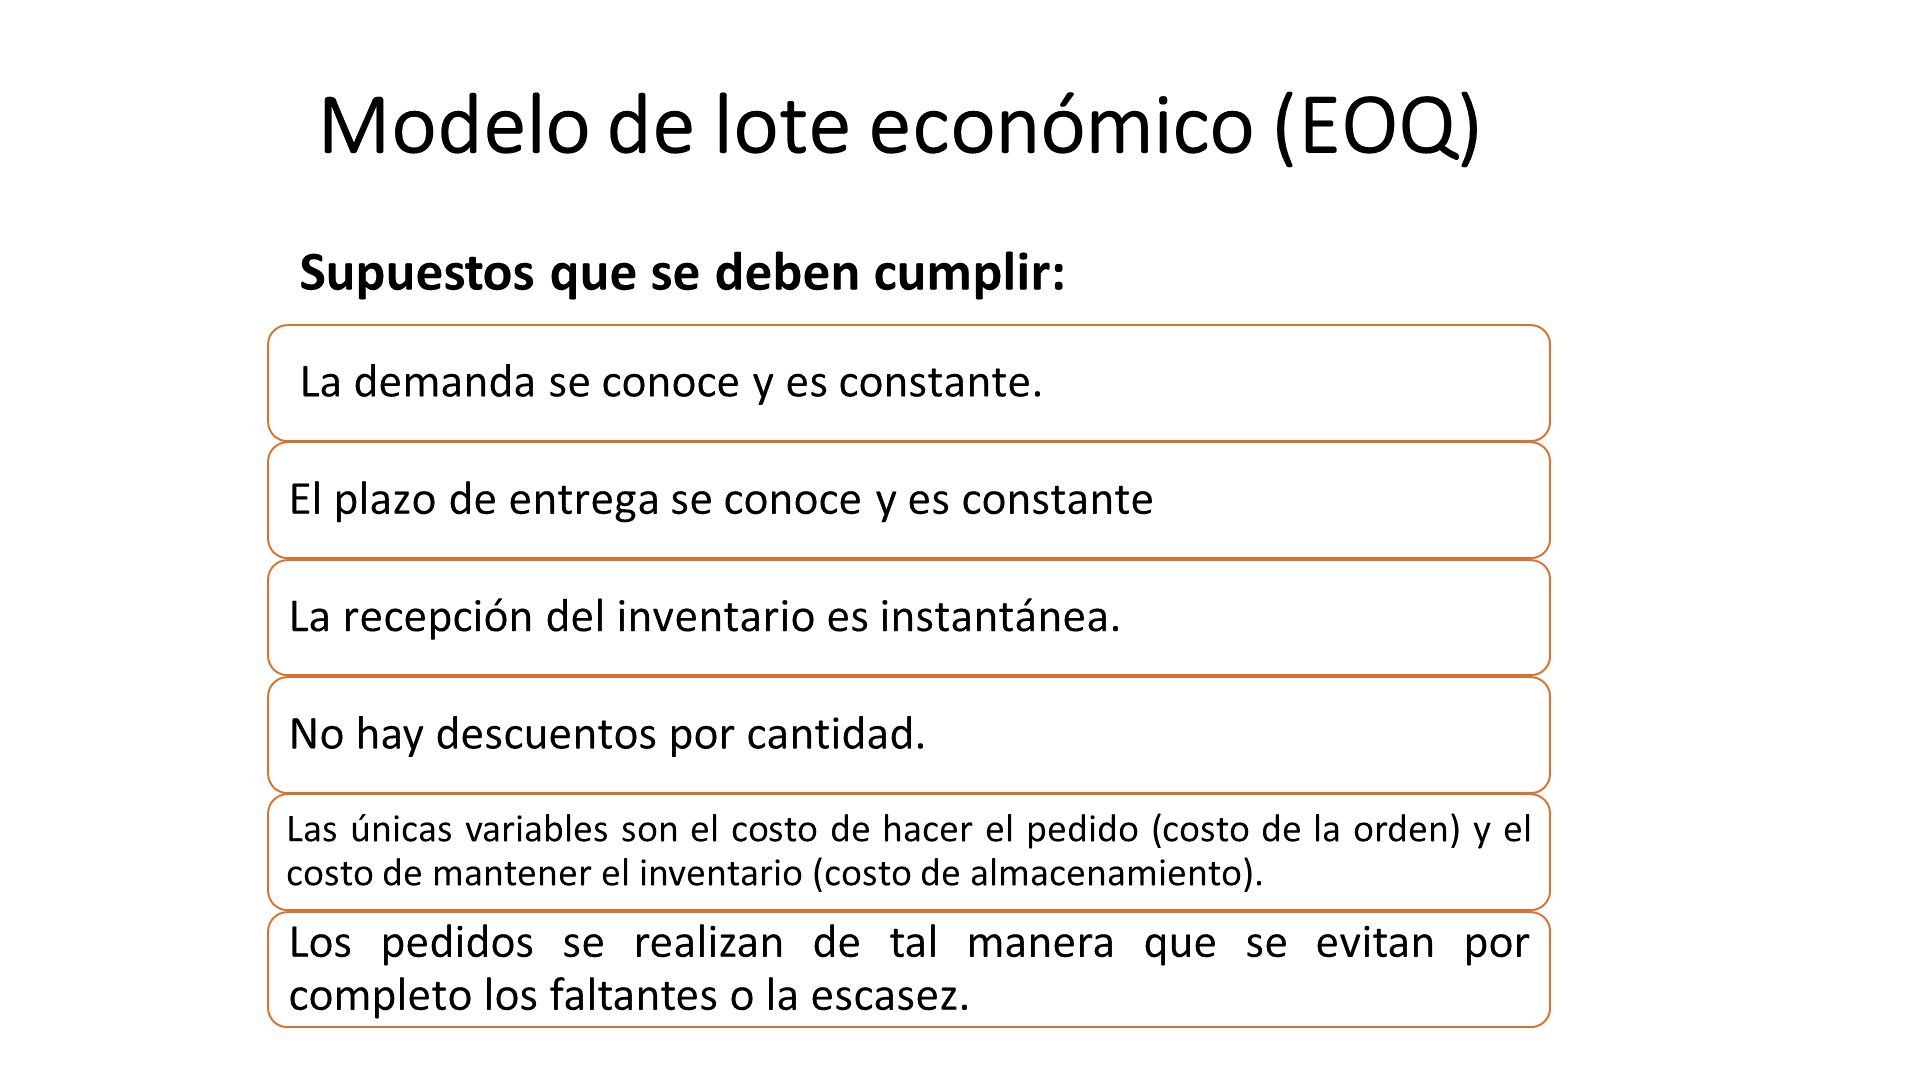 Modelo de lote económico (EOQ)
Supuestos que se deben cumplir:
La demanda se conoce y es constante.
El plazo de entrega se conoce y es constante
La recepción del inventario es instantánea.
No hay descuentos por cantidad.
Las únicas variables son el costo de hacer el pedido (costo de la orden) y el
costo de mantener el inventario (costo de almacenamiento).
Los pedidos se realizan de tal manera que se evitan por
completo los faltantes o la escasez.